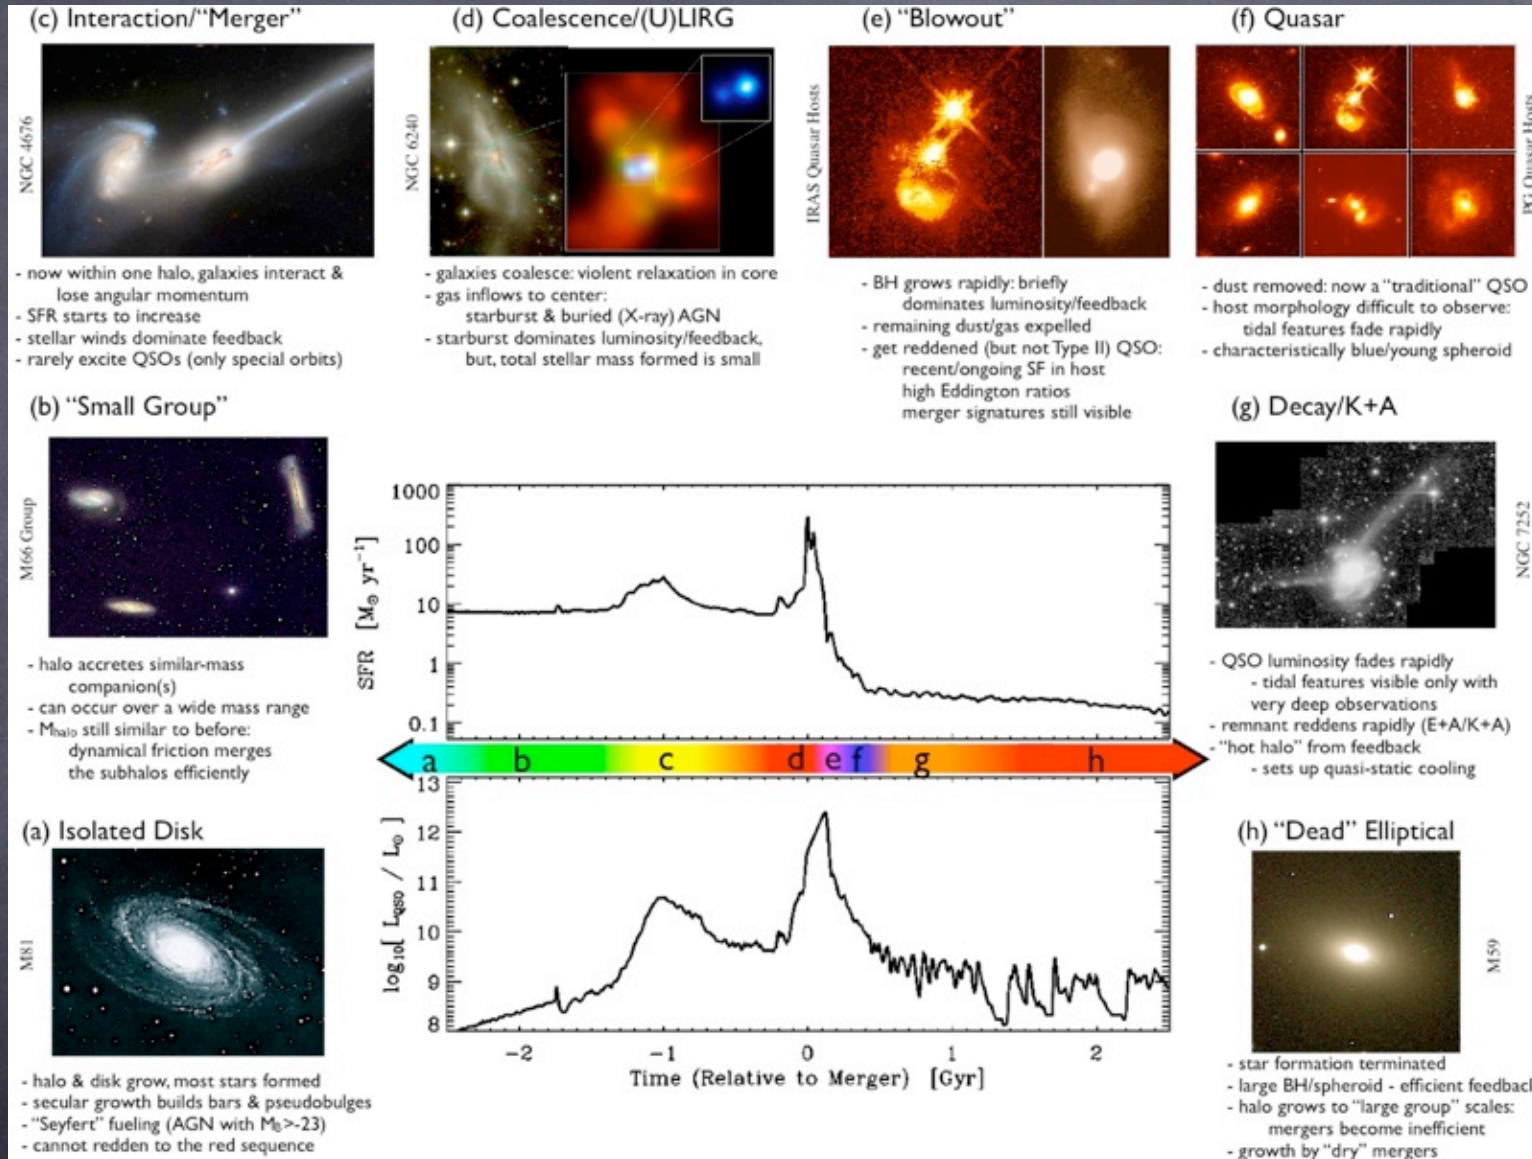 (c) Interaction/“Merger”
NGC 4676
- now within one halo, galaxies interact &
lose angular momentum
- SFR starts to increase
- stellar winds dominate feedback
- rarely excite QSOs (only special orbits)
(d) Coalescence/(U)LIRG
NGC 6240
- galaxies coalesce: violent relaxation in core
- gas inflows to center:
starburst & buried (X-ray) AGN
- starburst dominates luminosity/feedback,
but, total stellar mass formed is small
(e) “Blowout”
IRAS Quasar Hosts
- BH grows rapidly: briefly
dominates luminosity/feedback
- remaining dust/gas expelled
- get reddened (but not Type II) QSO:
recent/ongoing SF in host
high Eddington ratios
merger signatures still visible
(f) Quasar
PG Quasar Hosts
- dust removed: now a “traditional” QSO
- host morphology difficult to observe:
tidal features fade rapidly
- characteristically blue/young spheroid
(b) “Small Group”
M66 Group
- halo accretes similar-mass
companion(s)
- can occur over a wide mass range
- Mhalo still similar to before:
dynamical friction merges
the subhalos efficiently
(a) Isolated Disk
M81
- halo & disk grow, most stars formed
- secular growth builds bars & pseudobulges
- “Seyfert” fueling (AGN with MB>-23)
- cannot redden to the red sequence
1000
100
10
1
0.1
SFR [M⊙ yr⁻¹]
a b c d e f g h
13
12
11
10
9
8
log₁₀[ L_QSO / L⊙ ]
-2 -1 0 1 2
Time (Relative to Merger) [Gyr]
(g) Decay/K+A
NGC 7252
- QSO luminosity fades rapidly
- tidal features visible only with
very deep observations
- remnant reddens rapidly (E+A/K+A)
- “hot halo” from feedback
- sets up quasi-static cooling
(h) “Dead” Elliptical
M59
- star formation terminated
- large BH/spheroid - efficient feedback
- halo grows to “large group” scales:
mergers become inefficient
- growth by “dry” mergers